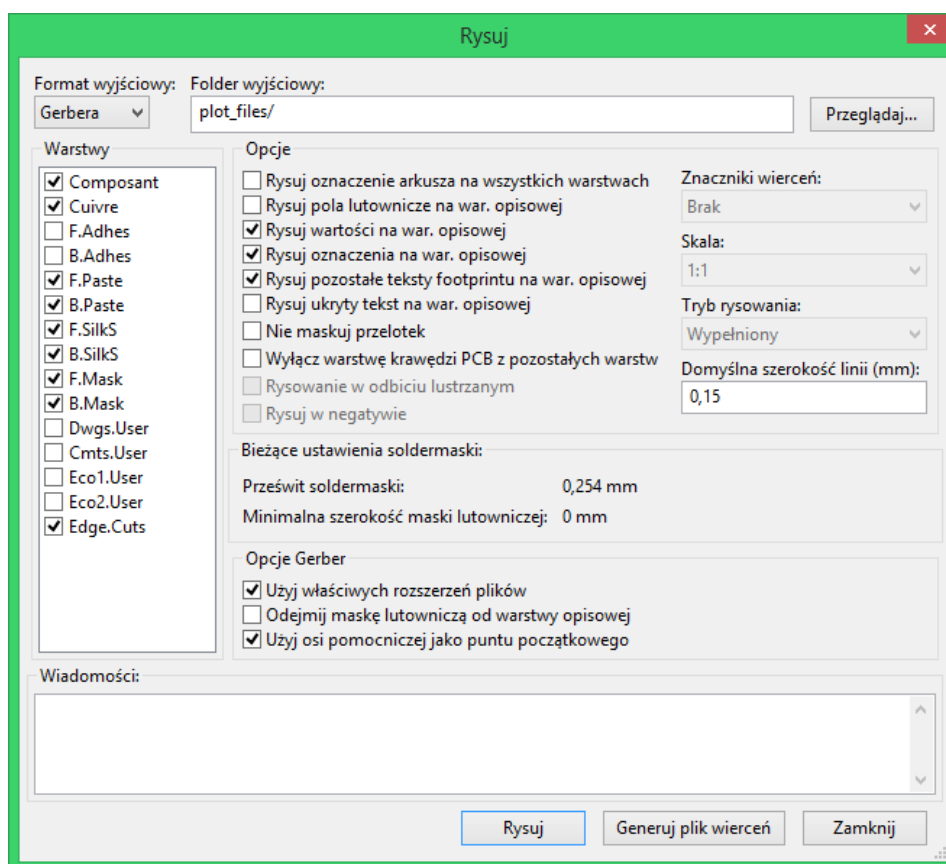 Rysuj
Format wyjściowy:
Folder wyjściowy:
Gerbera
plot_files/
Przeglądaj...
Warstwy
Composant
Cuivre
F.Adhes
B.Adhes
F.Paste
B.Paste
F.SilkS
B.SilkS
F.Mask
B.Mask
Dwgs.User
Cmts.User
Eco1.User
Eco2.User
Edge.Cuts
Opcje
Rysuj oznaczenie arkusza na wszystkich warstwach
Rysuj pola lutownicze na war. opisowej
Rysuj wartości na war. opisowej
Rysuj oznaczenia na war. opisowej
Rysuj pozostałe teksty footprintu na war. opisowej
Rysuj ukryty tekst na war. opisowej
Nie maskuj przelotek
Wyłącz warstwę krawędzi PCB z pozostałych warstw
Rysowanie w odbiciu lustrzanym
Rysuj w negatywie
Znaczniki wierceń:
Brak
Skala:
1:1
Tryb rysowania:
Wypełniony
Domyślna szerokość linii (mm):
0,15
Bieżące ustawienia soldermaski:
Prześwit soldermaski: 0,254 mm
Minimalna szerokość maski lutowniczej: 0 mm
Opcje Gerber
Użyj właściwych rozszerzeń plików
Odejmij maskę lutowniczą od warstwy opisowej
Użyj osi pomocniczej jako puntu początkowego
Wiadomości:
Rysuj
Generuj plik wierceń
Zamknij